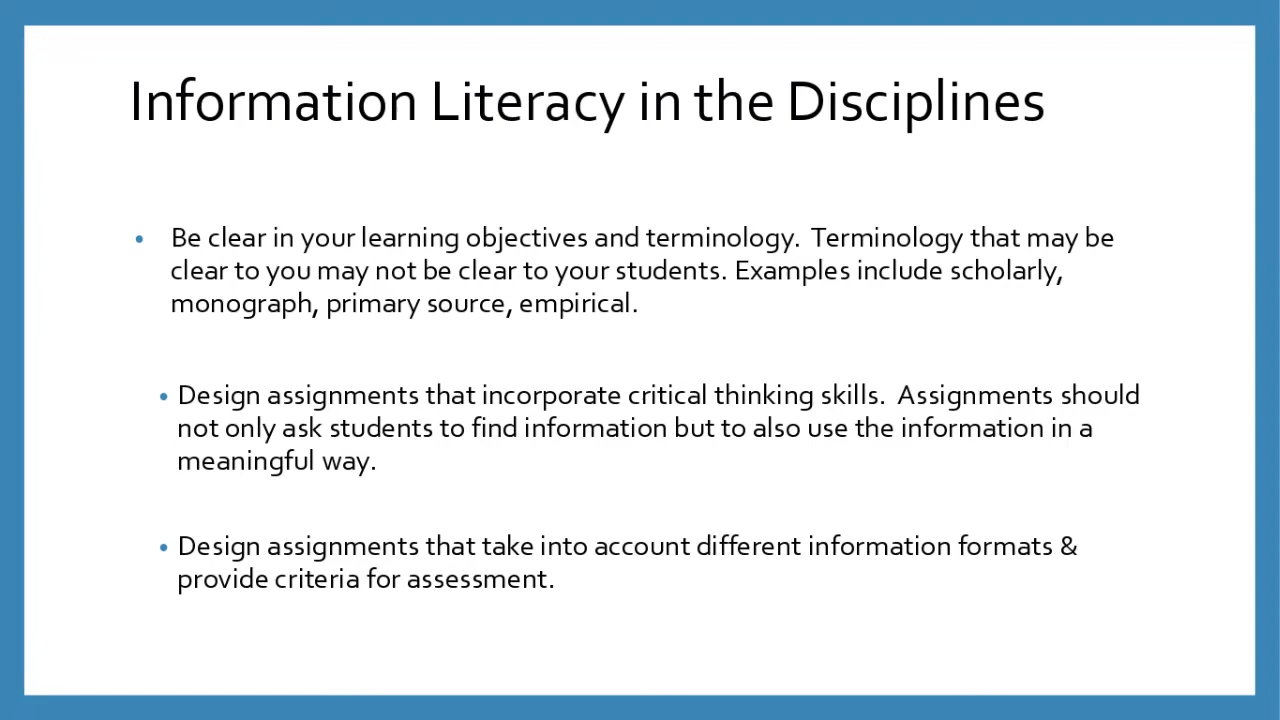 Information Literacy in the Disciplines
• Be clear in your learning objectives and terminology.  Terminology that may be
clear to you may not be clear to your students. Examples include scholarly,
monograph, primary source, empirical.
• Design assignments that incorporate critical thinking skills.  Assignments should
not only ask students to find information but to also use the information in a
meaningful way.
• Design assignments that take into account different information formats &
provide criteria for assessment.